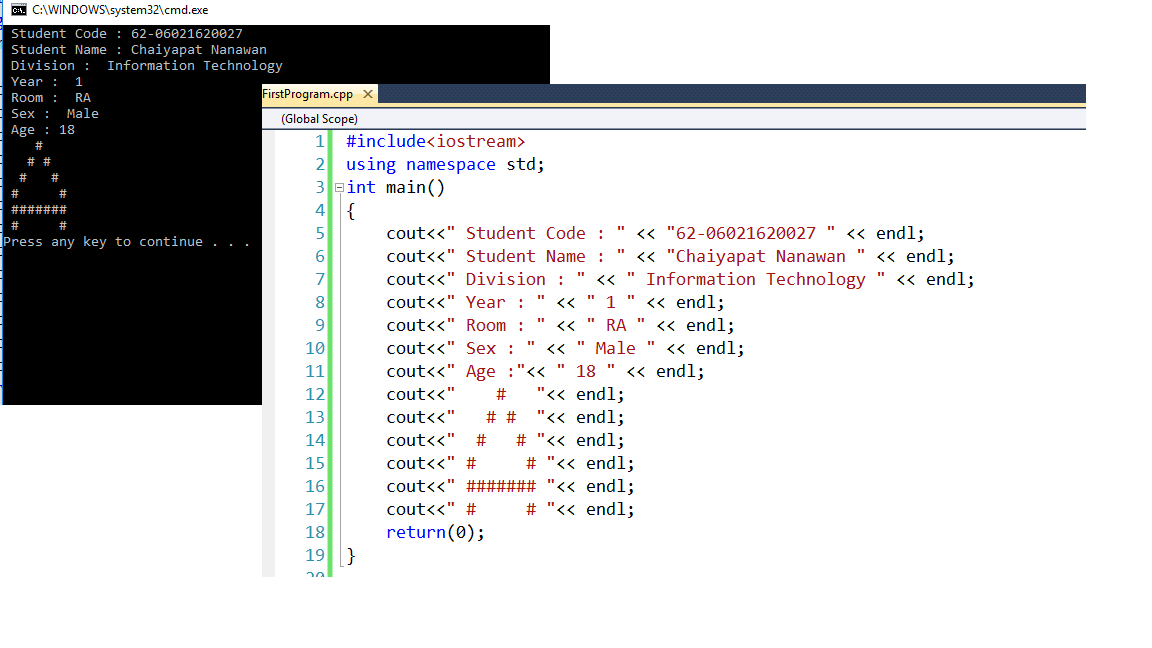 C:\WINDOWS\system32\cmd.exe
 Student Code : 62-06021620027
 Student Name : Chaiyapat Nanawan
 Division :  Information Technology
 Year :  1
 Room :  RA
 Sex :  Male
 Age : 18
    #
   # #
  #   #
 #     #
 #######
 #     #
Press any key to continue . . .
FirstProgram.cpp
(Global Scope)
1 #include<iostream>
2 using namespace std;
3 int main()
4 {
5     cout<<" Student Code : " << "62-06021620027 " << endl;
6     cout<<" Student Name : " << "Chaiyapat Nanawan " << endl;
7     cout<<" Division : " << " Information Technology " << endl;
8     cout<<" Year : " << " 1 " << endl;
9     cout<<" Room : " << " RA " << endl;
10     cout<<" Sex : " << " Male " << endl;
11     cout<<" Age :"<< " 18 " << endl;
12     cout<<"    #   "<< endl;
13     cout<<"   # #  "<< endl;
14     cout<<"  #   # "<< endl;
15     cout<<" #     # "<< endl;
16     cout<<" ####### "<< endl;
17     cout<<" #     # "<< endl;
18     return(0);
19 }
20